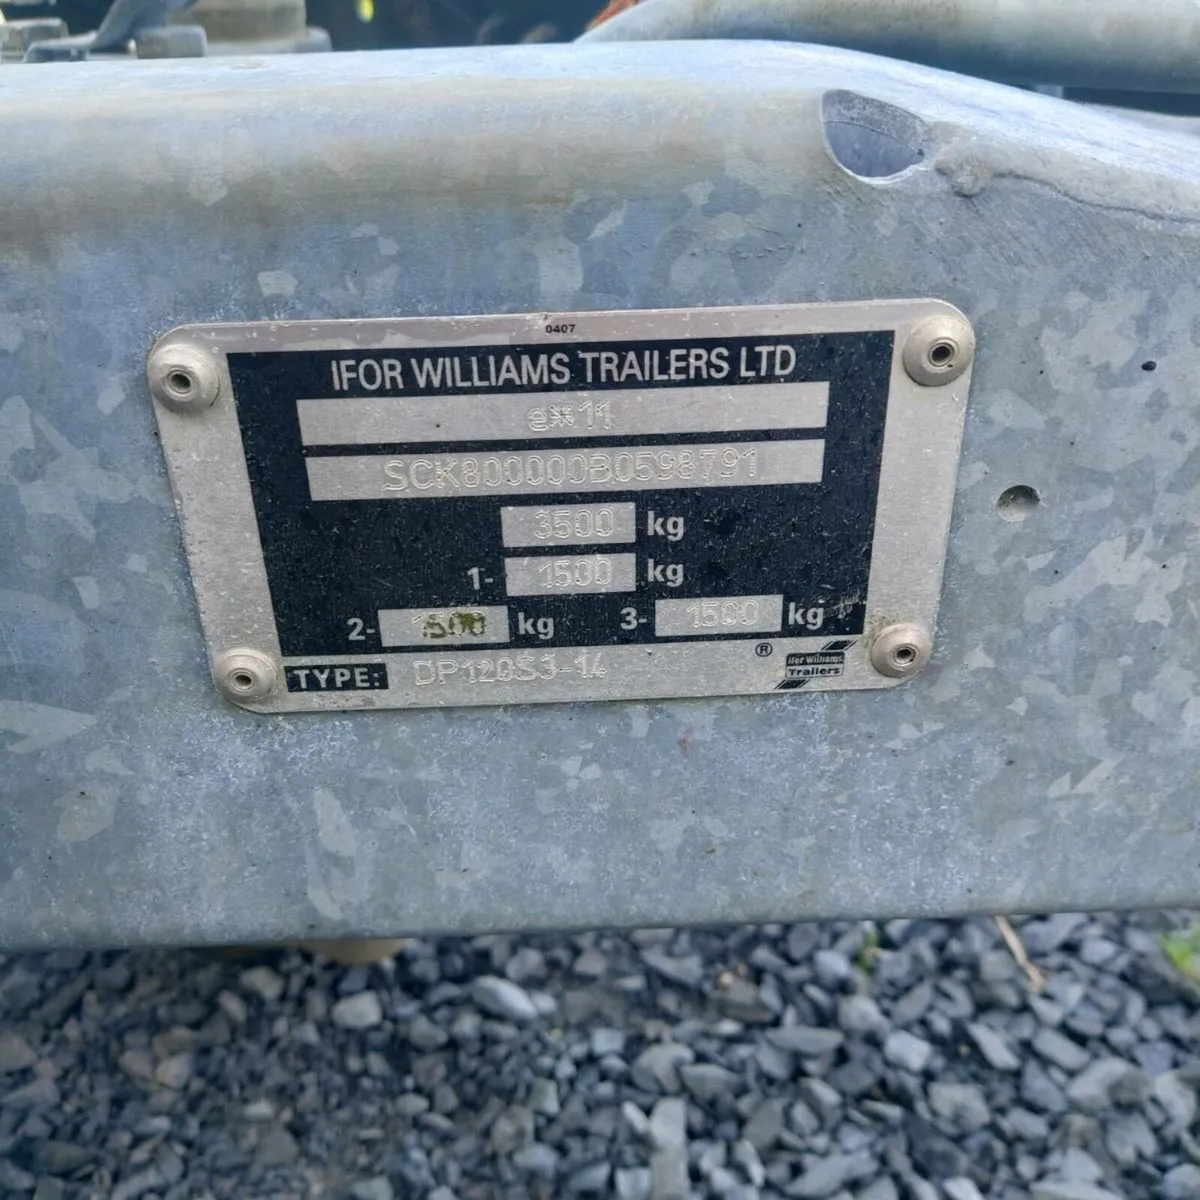 0407
IFOR WILLIAMS TRAILERS LTD
e*11
SCK800000B0598791
3500 kg
1- 1500 kg
2- 1500 kg 3- 1500 kg
TYPE: DP120S3-14 ®
Ifor Williams
Trailers